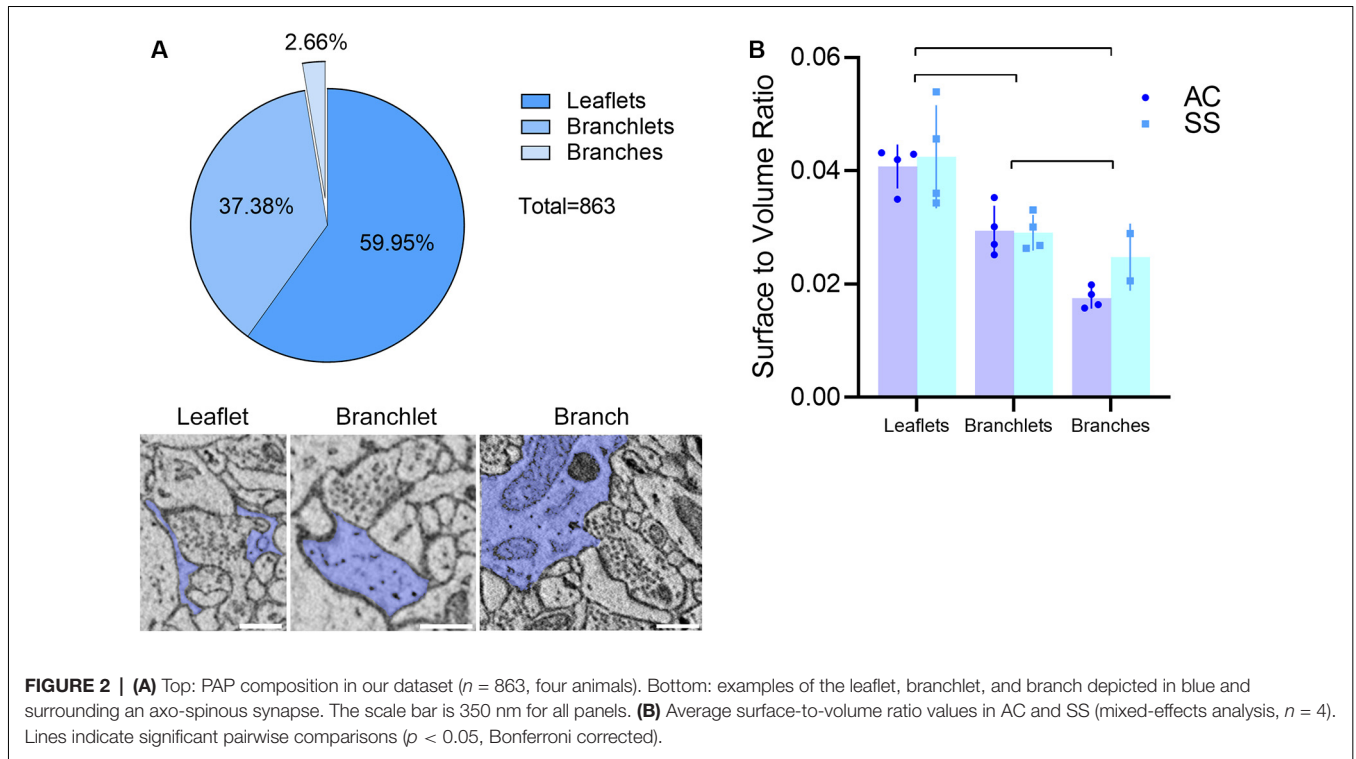 A
2.66%
37.38%
59.95%
Leaflets
Branchlets
Branches
Total=863
Leaflet
Branchlet
Branch
B
Surface to Volume Ratio
0.06
0.04
0.02
0.00
AC
SS
Leaflets
Branchlets
Branches
FIGURE 2 | (A) Top: PAP composition in our dataset (n = 863, four animals). Bottom: examples of the leaflet, branchlet, and branch depicted in blue and
surrounding an axo-spinous synapse. The scale bar is 350 nm for all panels. (B) Average surface-to-volume ratio values in AC and SS (mixed-effects analysis, n = 4).
Lines indicate significant pairwise comparisons (p < 0.05, Bonferroni corrected).